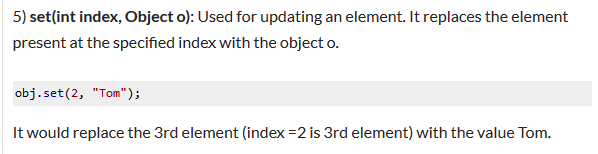 5) set(int index, Object o): Used for updating an element. It replaces the element
present at the specified index with the object o.
obj.set(2, "Tom");
It would replace the 3rd element (index =2 is 3rd element) with the value Tom.